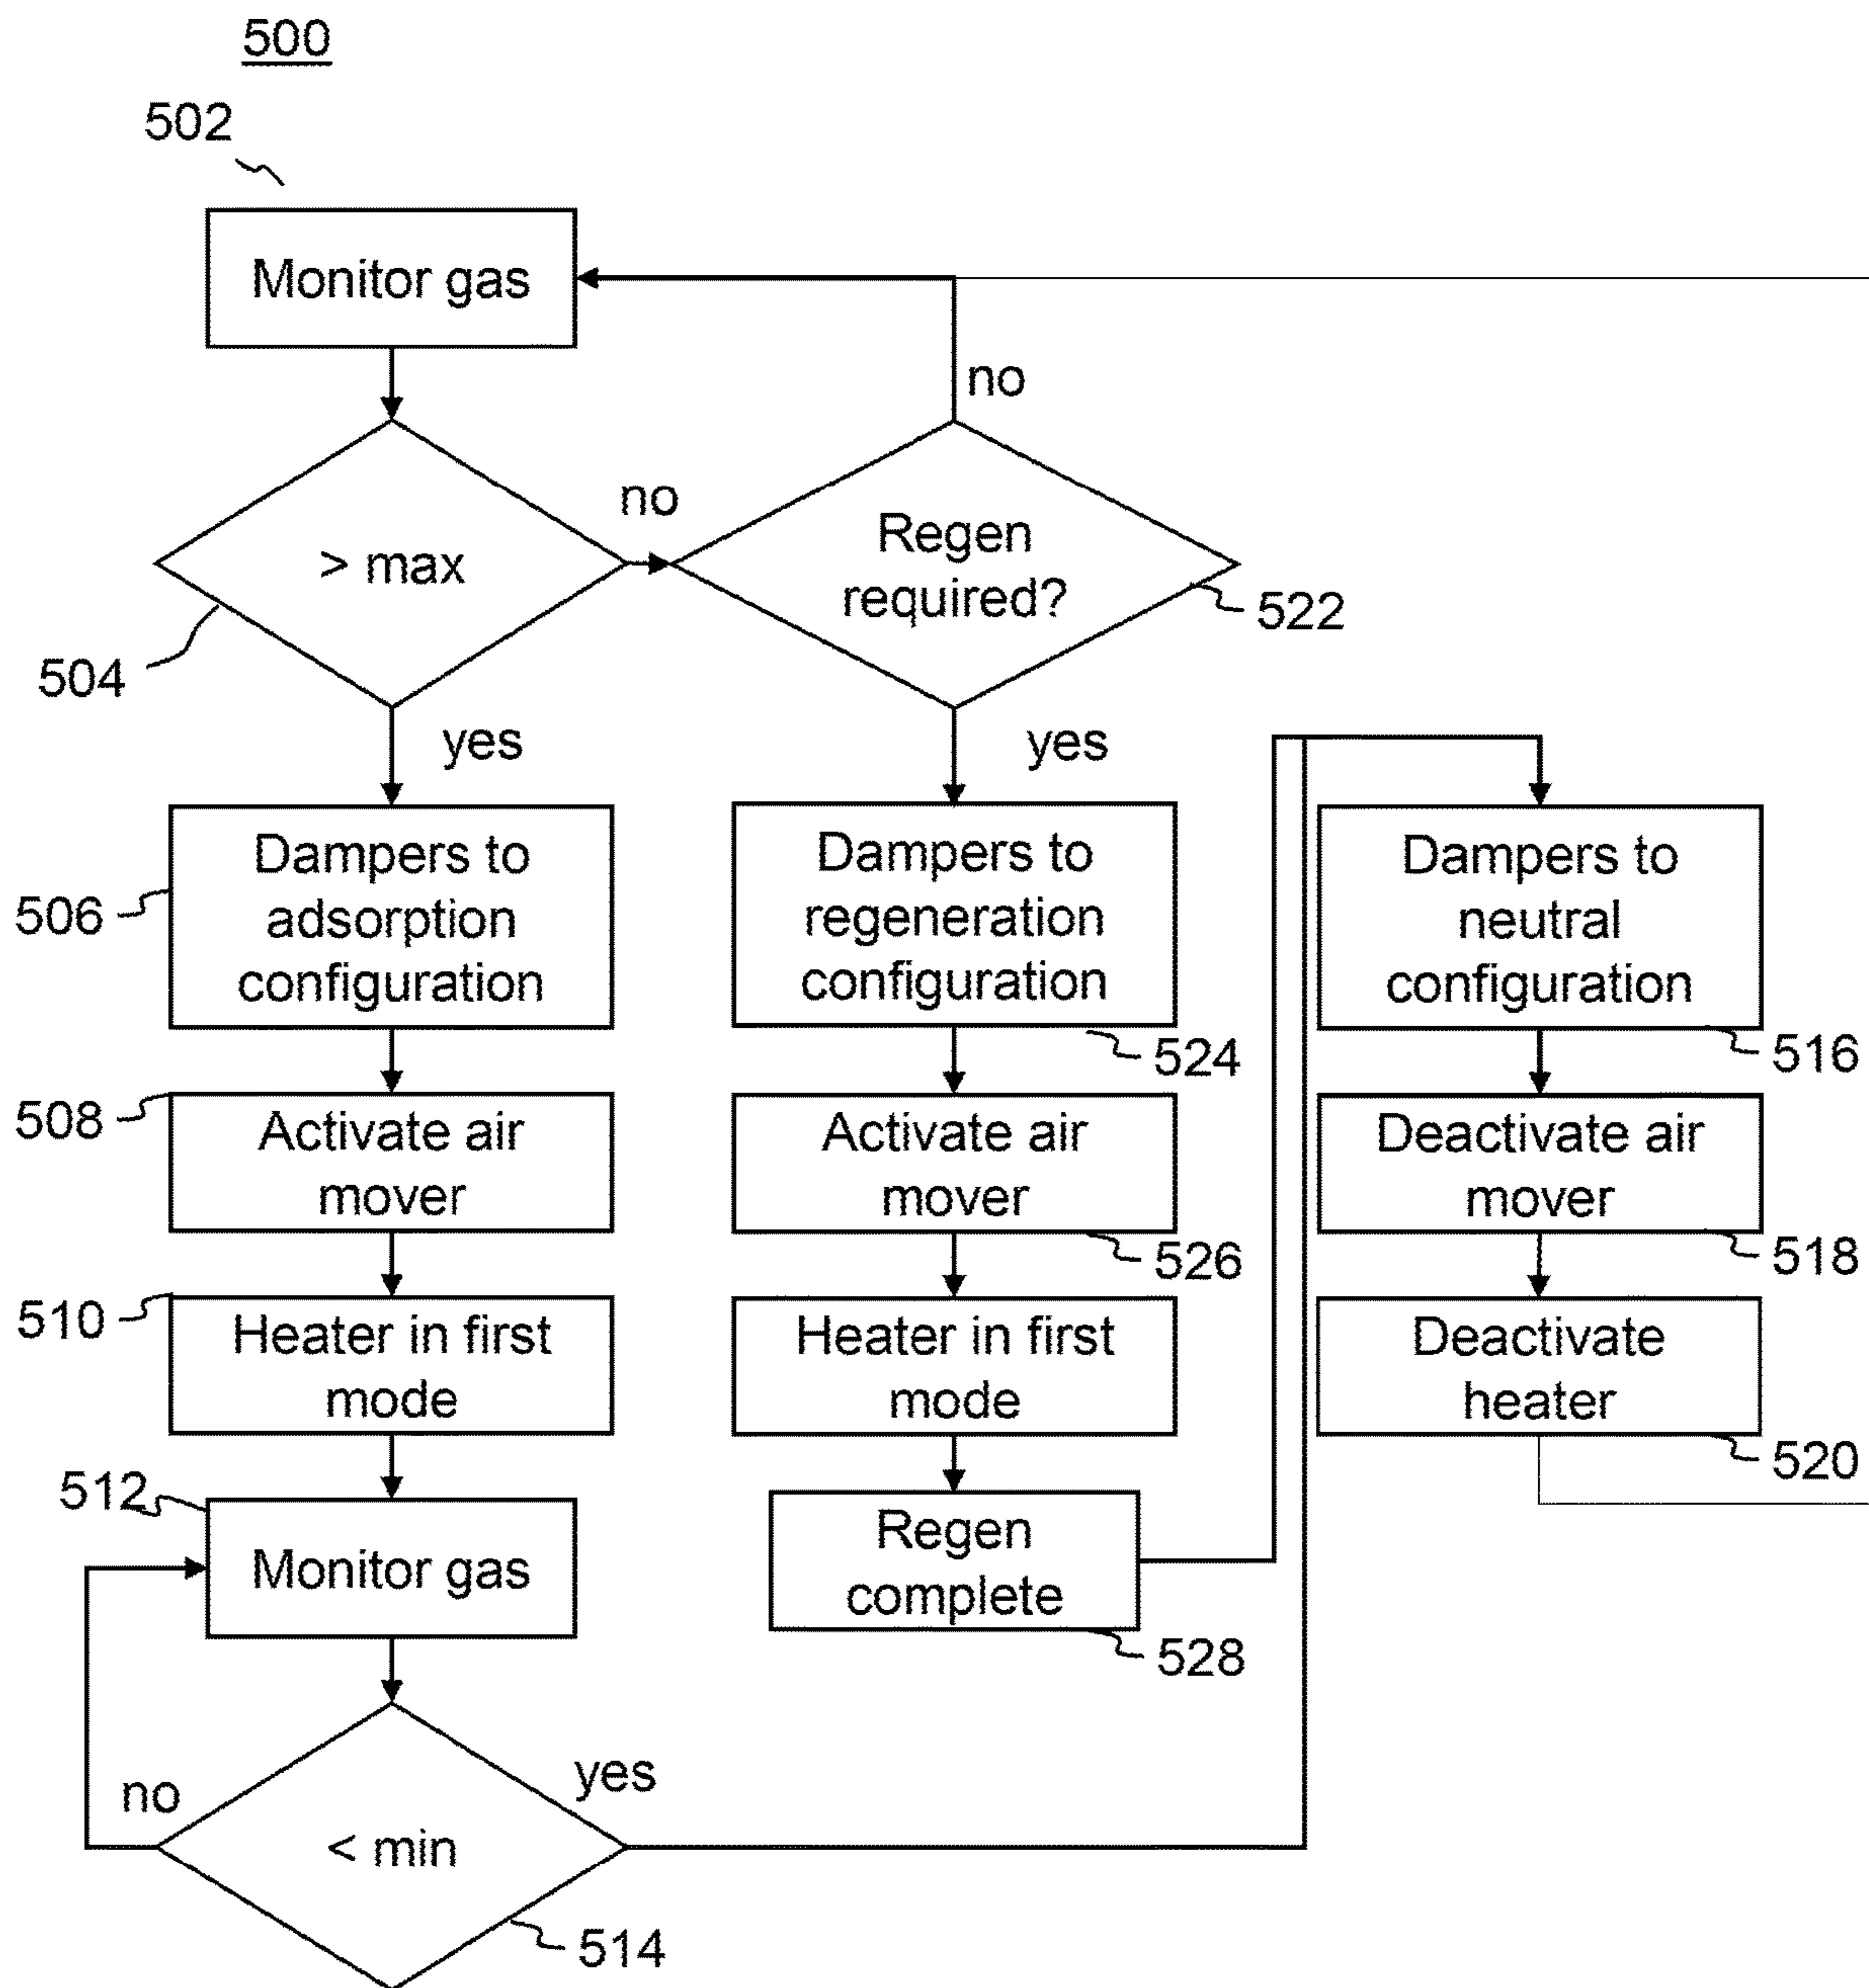 500
502
Monitor gas
no
no
> max
Regen
required?
522
504
yes
yes
Dampers to
adsorption
configuration
506
Dampers to
regeneration
configuration
524
Dampers to
neutral
configuration
516
508
Activate air
mover
Activate air
mover
526
Deactivate air
mover
518
510
Heater in first
mode
Heater in first
mode
Deactivate
heater
520
512
Monitor gas
Regen
complete
528
no
yes
< min
514